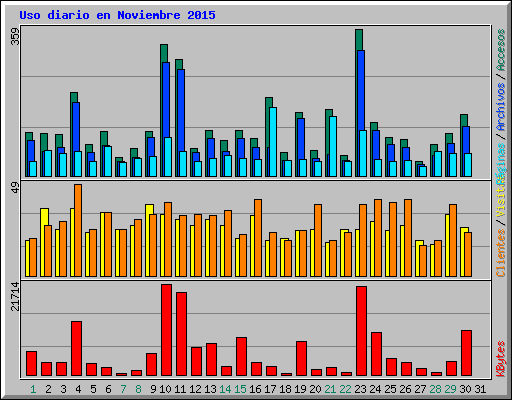 Uso diario en Noviembre 2015
359
49
21714
Páginas / Archivos / Accesos
Clientes / Visitas
KBytes
1 2 3 4 5 6 7 8 9 10 11 12 13 14 15 16 17 18 19 20 21 22 23 24 25 26 27 28 29 30 31